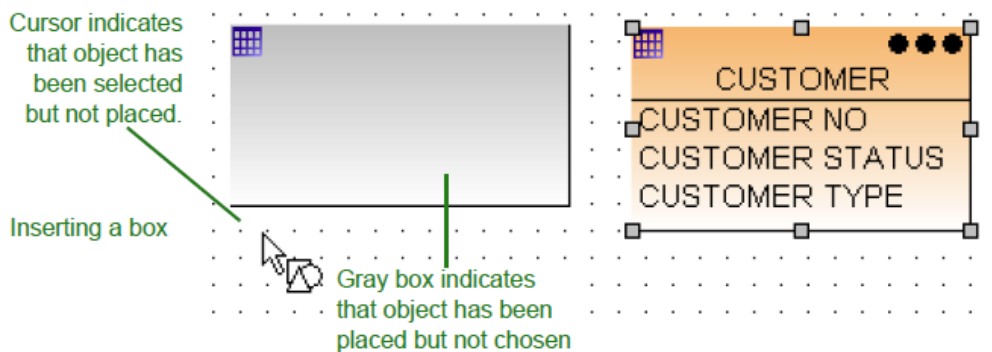 Cursor indicates
that object has
been selected
but not placed.
Inserting a box
Gray box indicates
that object has been
placed but not chosen
CUSTOMER
CUSTOMER NO
CUSTOMER STATUS
CUSTOMER TYPE